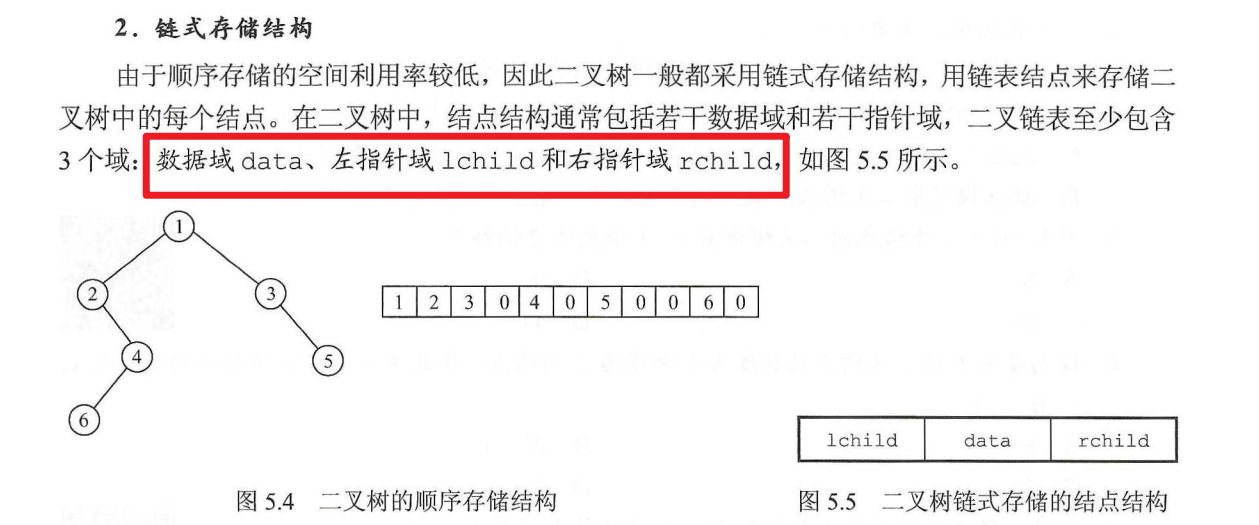 2. 链式存储结构
由于顺序存储的空间利用率较低，因此二叉树一般都采用链式存储结构，用链表结点来存储二
叉树中的每个结点。在二叉树中，结点结构通常包括若干数据域和若干指针域，二叉链表至少包含
3 个域：数据域 data、左指针域 lchild 和右指针域 rchild，如图 5.5 所示。
1
2
3
4
5
6
1 2 3 0 4 0 5 0 0 6 0
lchild data rchild
图 5.4 二叉树的顺序存储结构
图 5.5 二叉树链式存储的结点结构